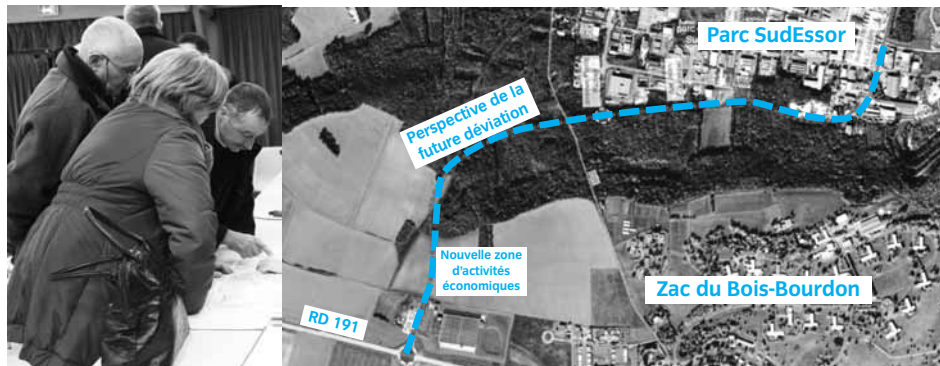 Parc SudEssor
Perspective de la
future déviation
Nouvelle zone
d'activités
économiques
Zac du Bois-Bourdon
RD 191